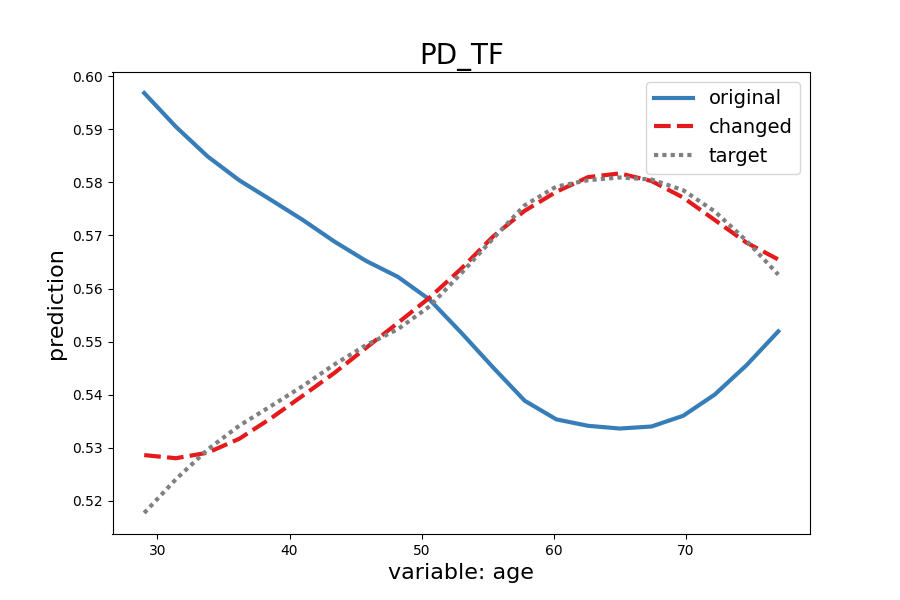 PD_TF
original
changed
target
prediction
0.60
0.59
0.58
0.57
0.56
0.55
0.54
0.53
0.52
30 40 50 60 70
variable: age